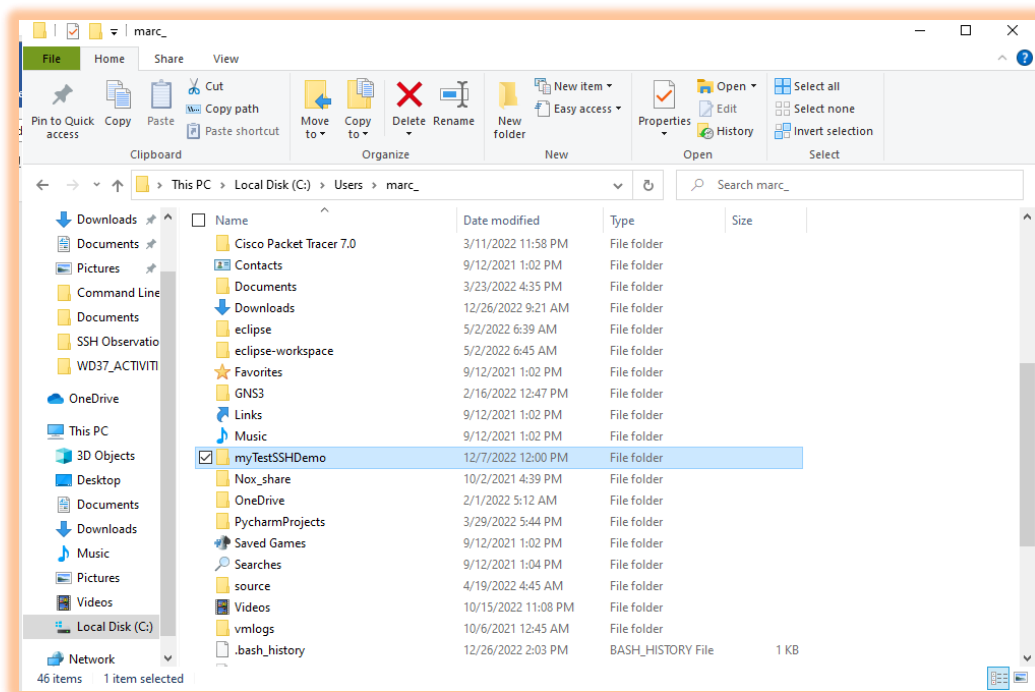 marc_
File Home Share View
Pin to Quick access
Copy
Paste
Cut
Copy path
Paste shortcut
Clipboard
Move to
Copy to
Delete
Rename
Organize
New folder
New item
Easy access
New
Properties
Open
Edit
History
Open
Select all
Select none
Invert selection
Select
This PC > Local Disk (C:) > Users > marc_
Search marc_
Downloads
Documents
Pictures
Command Line
Documents
SSH Observatio
WD37_ACTIVITI
OneDrive
This PC
3D Objects
Desktop
Documents
Downloads
Music
Pictures
Videos
Local Disk (C:)
Network
Name Date modified Type Size
Cisco Packet Tracer 7.0 3/11/2022 11:58 PM File folder
Contacts 9/12/2021 1:02 PM File folder
Documents 3/23/2022 4:35 PM File folder
Downloads 12/26/2022 9:21 AM File folder
eclipse 5/2/2022 6:39 AM File folder
eclipse-workspace 5/2/2022 6:45 AM File folder
Favorites 9/12/2021 1:02 PM File folder
GNS3 2/16/2022 12:47 PM File folder
Links 9/12/2021 1:02 PM File folder
Music 9/12/2021 1:02 PM File folder
myTestSSHDemo 12/7/2022 12:00 PM File folder
Nox_share 10/2/2021 4:39 PM File folder
OneDrive 2/1/2022 5:12 AM File folder
PycharmProjects 3/29/2022 5:44 PM File folder
Saved Games 9/12/2021 1:02 PM File folder
Searches 9/12/2021 1:04 PM File folder
source 4/19/2022 4:45 AM File folder
Videos 10/15/2022 11:08 PM File folder
vmlogs 10/6/2021 12:45 AM File folder
.bash_history 12/26/2022 2:03 PM BASH_HISTORY File 1 KB
46 items 1 item selected